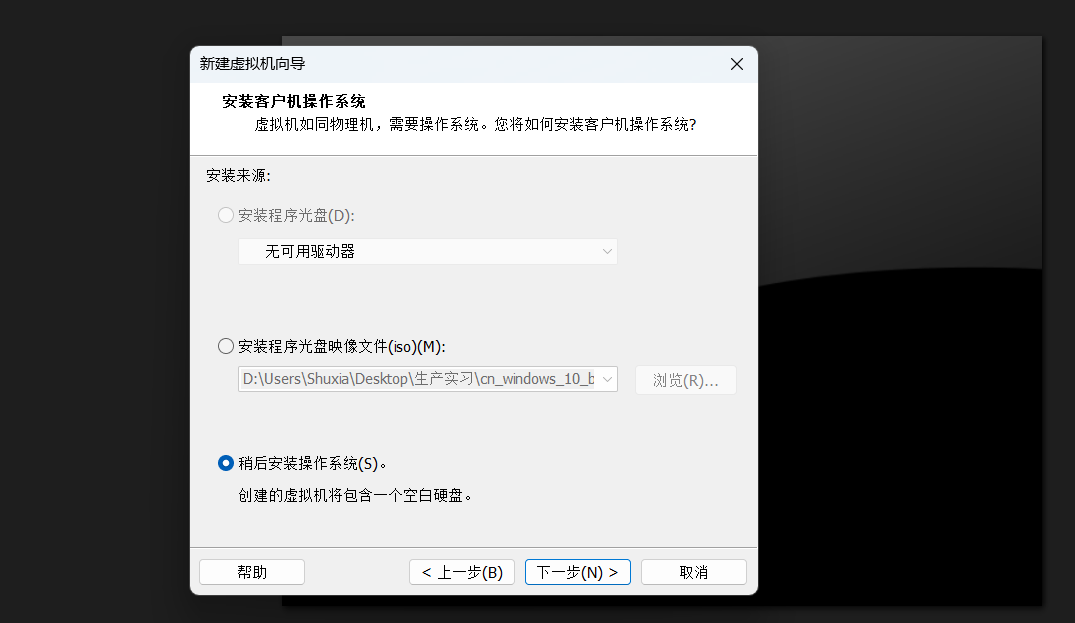 新建虚拟机向导
安装客户机操作系统
虚拟机如同物理机，需要操作系统。您将如何安装客户机操作系统?
安装来源:
安装程序光盘(D):
无可用驱动器
安装程序光盘映像文件(iso)(M):
D:\Users\Shuxia\Desktop\生产实习\cn_windows_10_b
浏览(R)...
稍后安装操作系统(S)。
创建的虚拟机将包含一个空白硬盘。
帮助
< 上一步(B)
下一步(N) >
取消